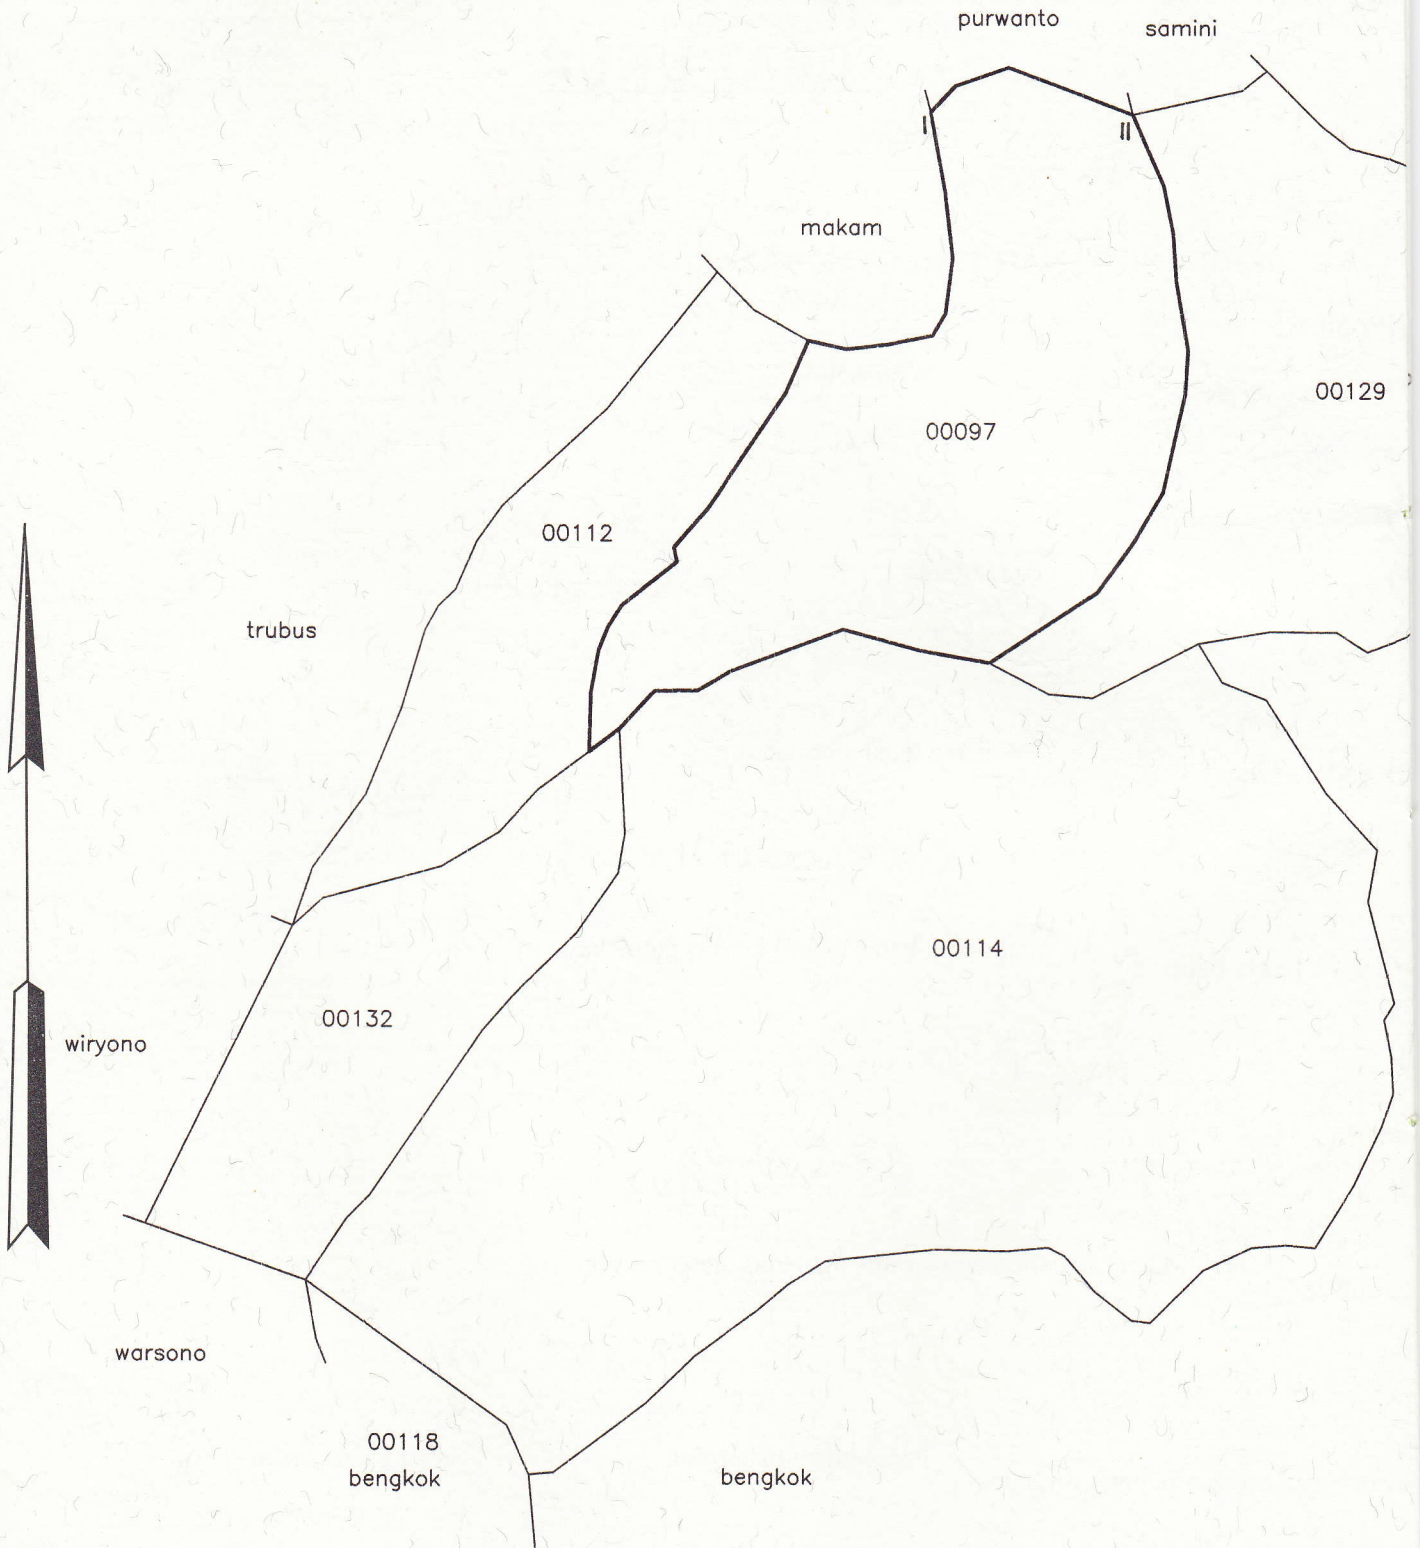 purwanto
samini
I
II
makam
00129
00097
00112
trubus
00114
00132
wiryono
warsono
00118
bengkok
bengkok